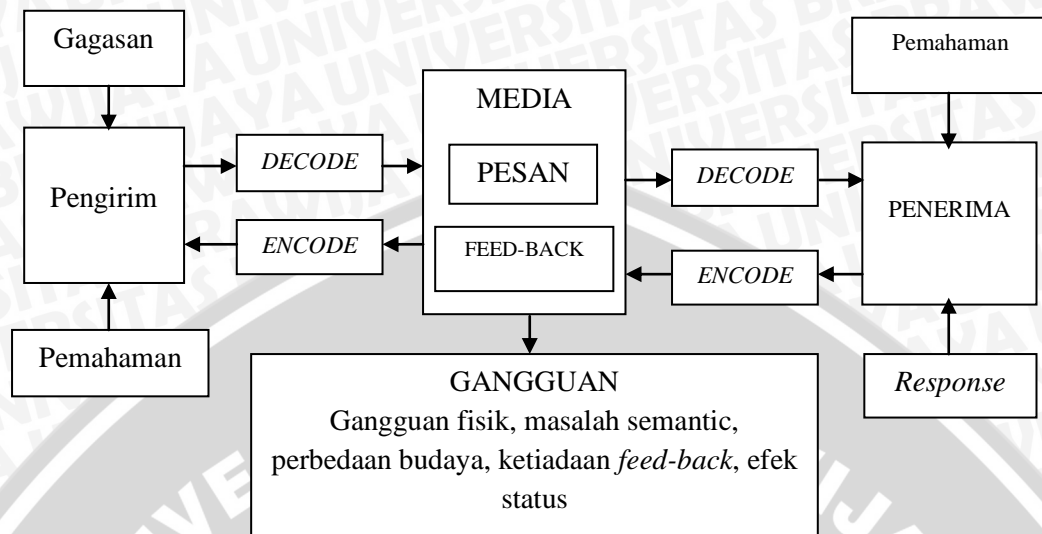 Gagasan
Pemahaman
MEDIA
DECODE
PESAN
DECODE
Pengirim
PENERIMA
ENCODE
FEED-BACK
ENCODE
Pemahaman
Response
GANGGUAN
Gangguan fisik, masalah semantic,
perbedaan budaya, ketiadaan feed-back, efek
status